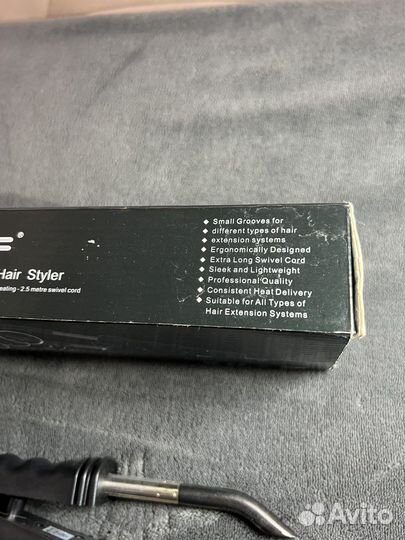 Hair Styler
eating - 2.5 metre swivel cord
◆ Small Grooves for
◆ different types of hair
◆ extension systems
◆ Ergonomically Designed
◆ Extra Long Swivel Cord
◆ Sleek and Lightweight
◆ Professional Quality
◆ Consistent Heat Delivery
◆ Suitable for All Types of
Hair Extension Systems
Avito